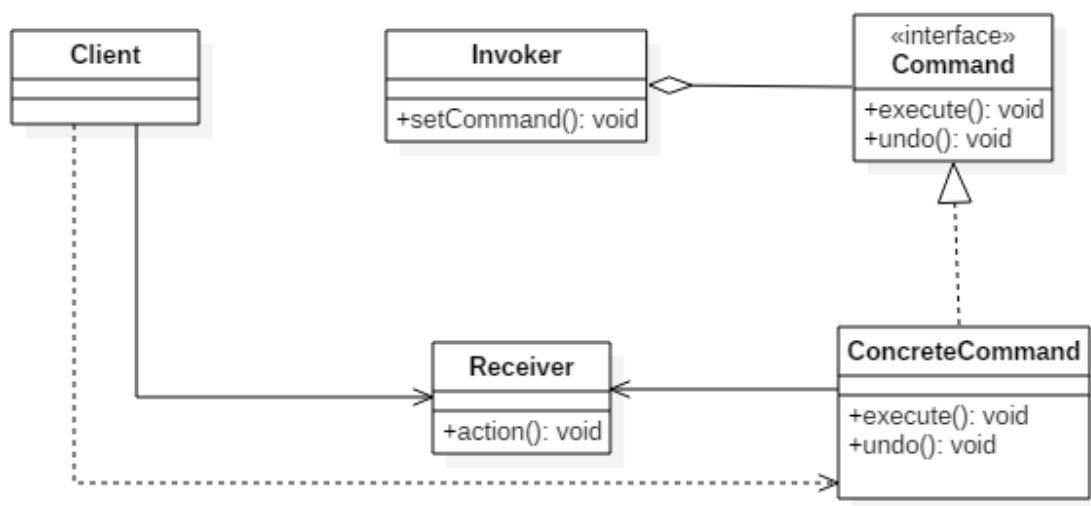 Client
Invoker
+setCommand(): void
«interface»
Command
+execute(): void
+undo(): void
Receiver
+action(): void
ConcreteCommand
+execute(): void
+undo(): void